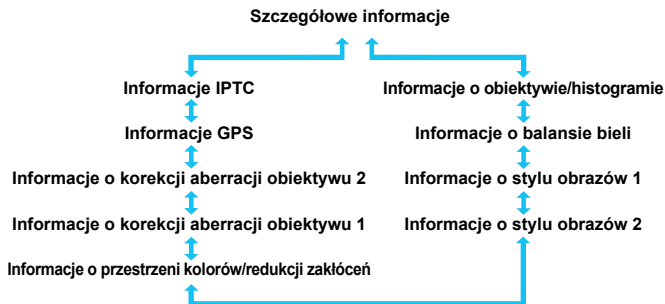 Szczegółowe informacje
Informacje IPTC
Informacje o obiektywie/histogramie
Informacje GPS
Informacje o balansie bieli
Informacje o korekcji aberracji obiektywu 2
Informacje o stylu obrazów 1
Informacje o korekcji aberracji obiektywu 1
Informacje o stylu obrazów 2
Informacje o przestrzeni kolorów/redukcji zakłóceń